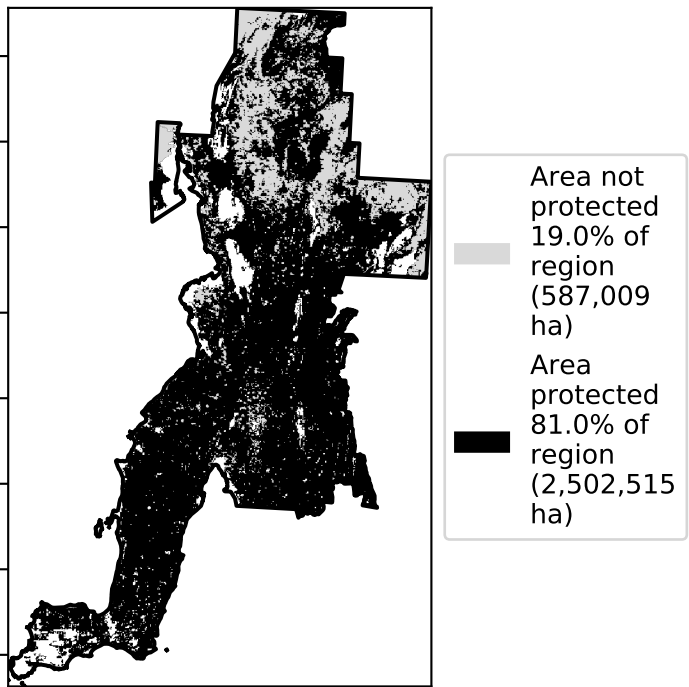 Area not
protected
19.0% of
region
(587,009
ha)
Area
protected
81.0% of
region
(2,502,515
ha)